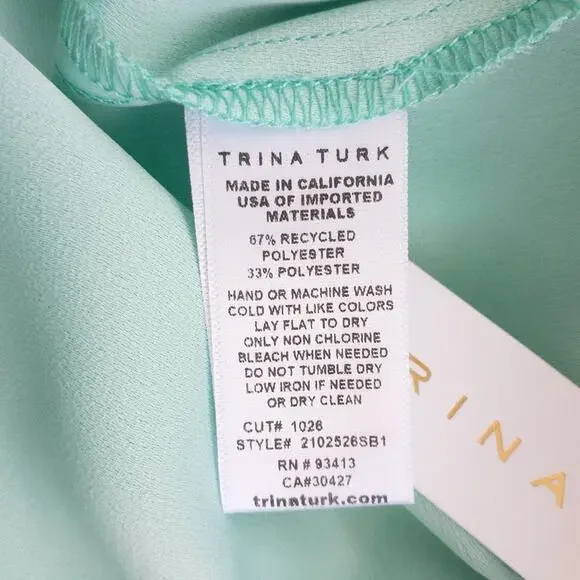 TRINA TURK
MADE IN CALIFORNIA
USA OF IMPORTED
MATERIALS
67% RECYCLED
POLYESTER
33% POLYESTER
HAND OR MACHINE WASH
COLD WITH LIKE COLORS
LAY FLAT TO DRY
ONLY NON CHLORINE
BLEACH WHEN NEEDED
DO NOT TUMBLE DRY
LOW IRON IF NEEDED
OR DRY CLEAN
CUT# 1026
STYLE# 2102526SB1
RN # 93413
CA#30427
trinaturk.com
RINA